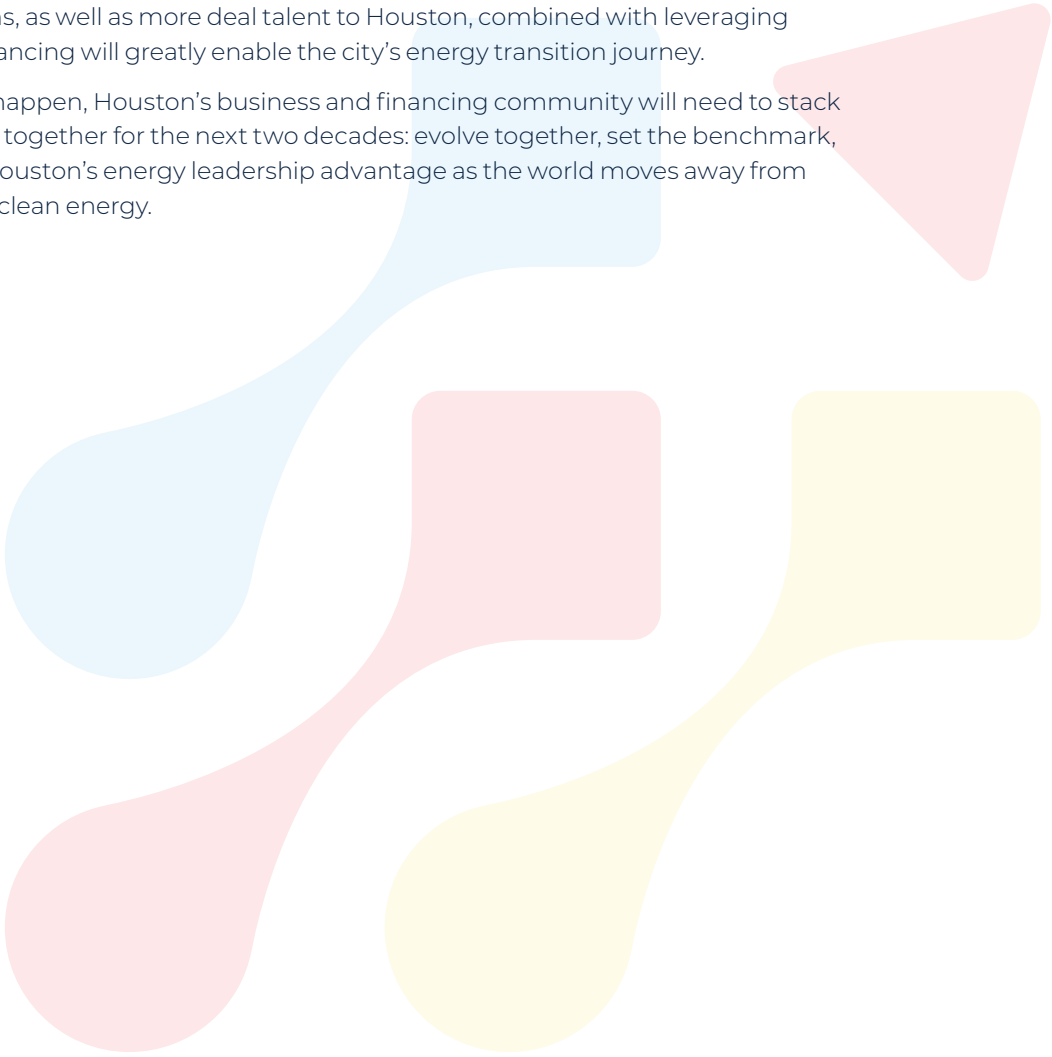 as well as more deal talent to Houston, combined with leveraging
will greatly enable the city’s energy transition journey.
happen, Houston’s business and financing community will need to stack
together for the next two decades: evolve together, set the benchmark,
energy leadership advantage as the world moves away from
clean energy.